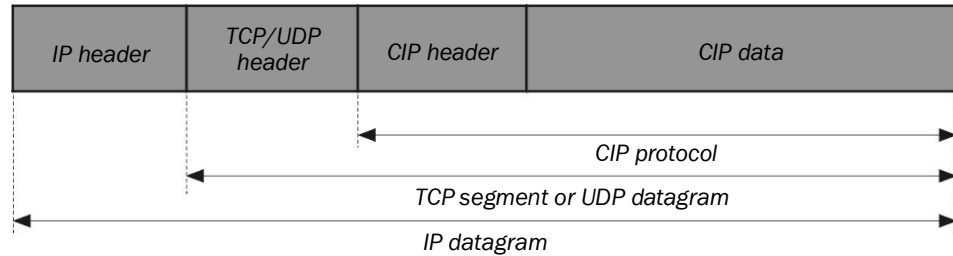 IP header
TCP/UDP
header
CIP header
CIP data
CIP protocol
TCP segment or UDP datagram
IP datagram